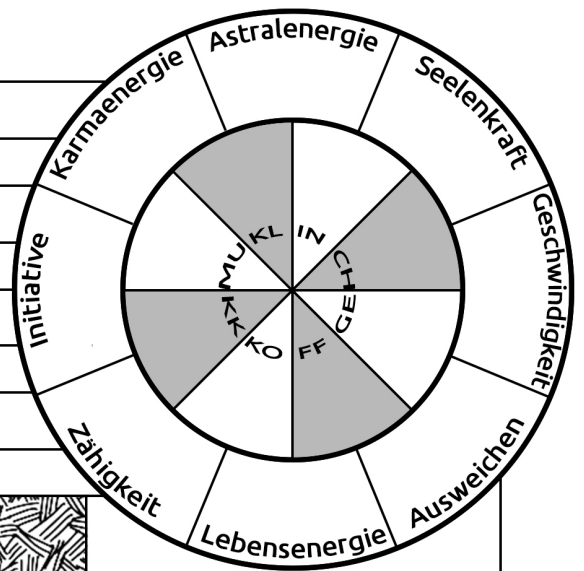 Astralenergie
Seelenkraft
Geschwindigkeit
Ausweichen
Lebensenergie
Zähigkeit
Initiative
Karmaenergie
MU
KL
IN
CH
GE
FF
KO
KK